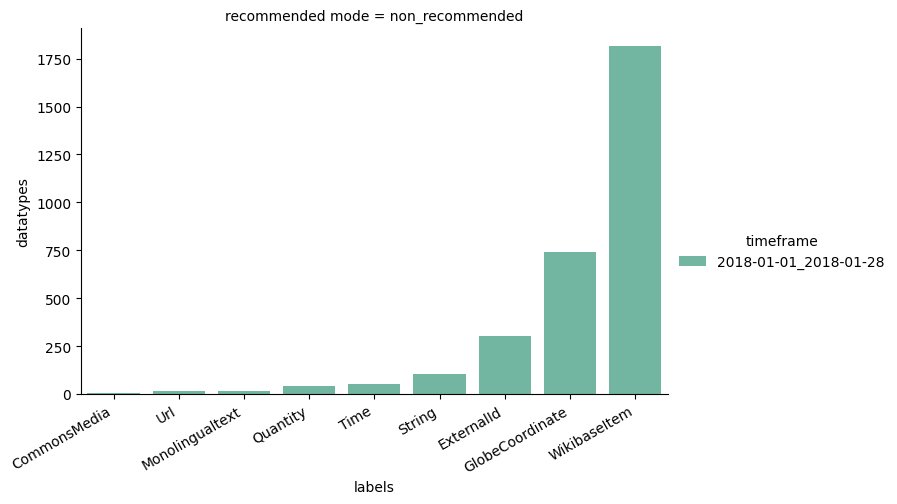 recommended mode = non_recommended
1750
1500
1250
1000
750
500
250
0
datatypes
CommonsMedia
Url
Monolingualtext
Quantity
Time
String
ExternalId
GlobeCoordinate
WikibaseItem
labels
timeframe
2018-01-01_2018-01-28